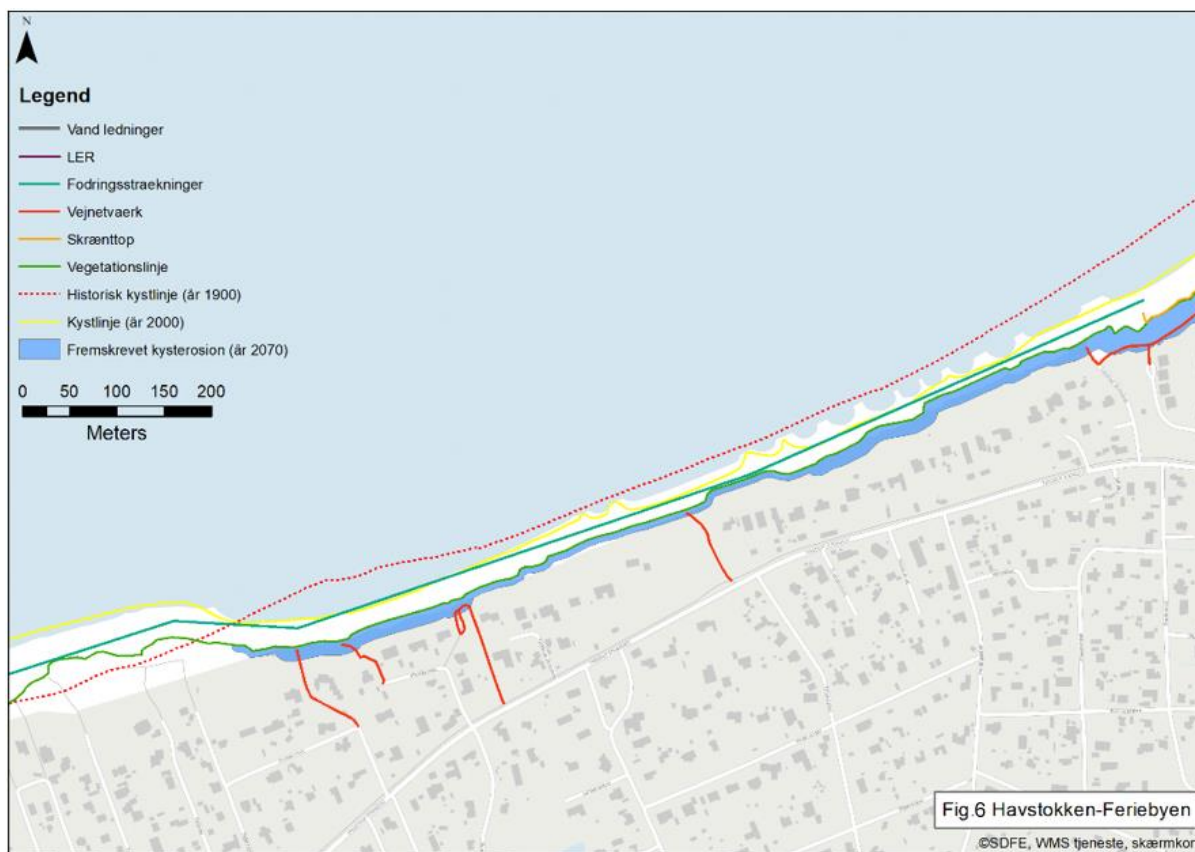 N
Legend
Vand ledninger
LER
Fodringsstraekninger
Vejnetvaerk
Skrænttop
Vegetationslinje
Historisk kystlinje (år 1900)
Kystlinje (år 2000)
Fremskrevet kysterosion (år 2070)
0 50 100 150 200
Meters
Fig.6 Havstokken-Feriebyen
©SDFE, WMS tjeneste, skærmkor